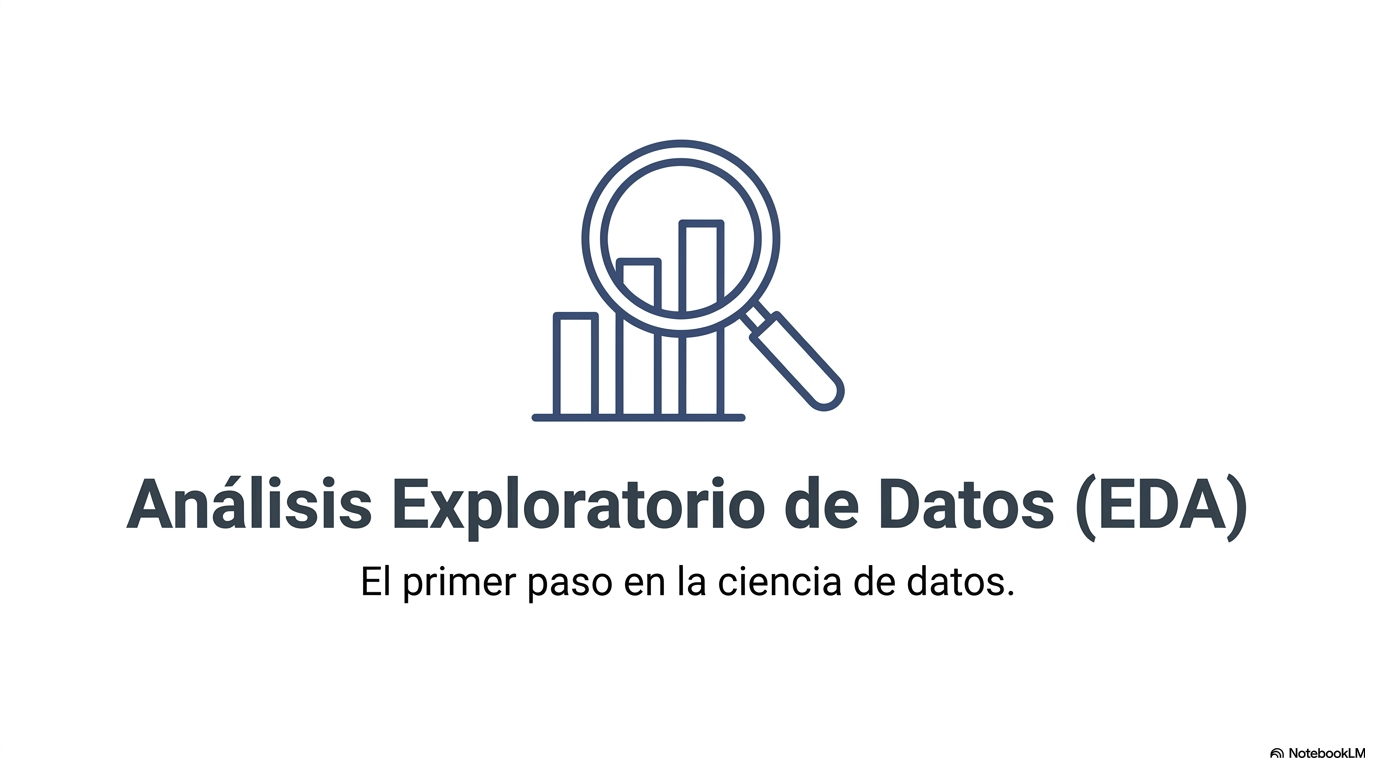 Análisis Exploratorio de Datos (EDA)
El primer paso en la ciencia de datos.
NotebookLM